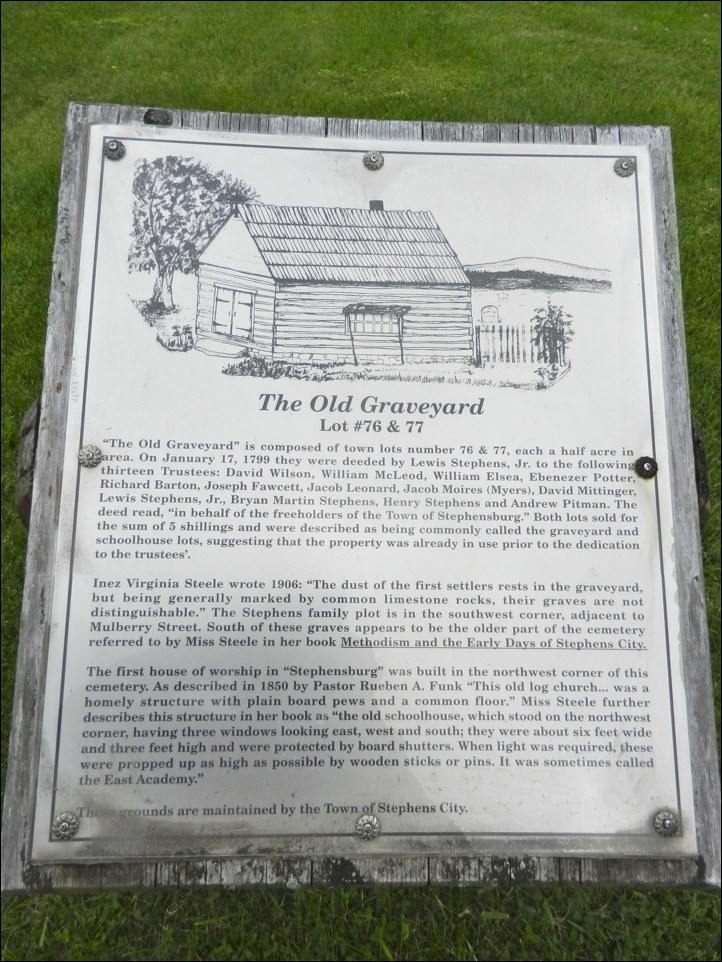 The Old Graveyard
Lot #76 & 77
“The Old Graveyard” is composed of town lots number 76 & 77, each a half acre in
area. On January 17, 1799 they were deeded by Lewis Stephens, Jr. to the following
thirteen Trustees: David Wilson, William McLeod, William Elsea, Ebenezer Potter,
Richard Barton, Joseph Fawcett, Jacob Leonard, Jacob Moires (Myers), David Mittinger,
Lewis Stephens, Jr., Bryan Martin Stephens, Henry Stephens and Andrew Pitman. The
deed read, “in behalf of the freeholders of the Town of Stephensburg.” Both lots sold for
the sum of 5 shillings and were described as being commonly called the graveyard and
schoolhouse lots, suggesting that the property was already in use prior to the dedication
to the trustees’.
Inez Virginia Steele wrote 1906: “The dust of the first settlers rests in the graveyard,
but being generally marked by common limestone rocks, their graves are not
distinguishable.” The Stephens family plot is in the southwest corner, adjacent to
Mulberry Street. South of these graves appears to be the older part of the cemetery
referred to by Miss Steele in her book Methodism and the Early Days of Stephens City.
The first house of worship in “Stephensburg” was built in the northwest corner of this
cemetery. As described in 1850 by Pastor Rueben A. Funk “This old log church... was a
homely structure with plain board pews and a common floor.” Miss Steele further
describes this structure in her book as “the old schoolhouse, which stood on the northwest
corner, having three windows looking east, west and south; they were about six feet wide
and three feet high and were protected by board shutters. When light was required, these
were propped up as high as possible by wooden sticks or pins. It was sometimes called
the East Academy.”
These grounds are maintained by the Town of Stephens City.